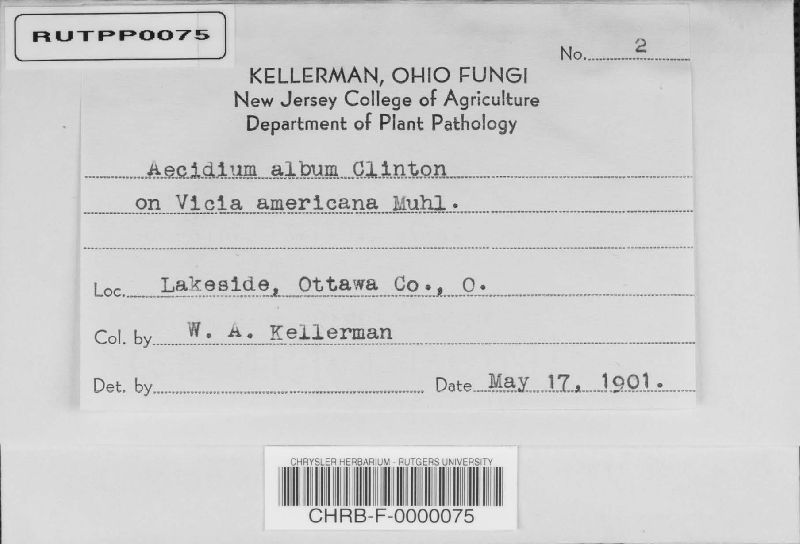 RUTPP0075
No. 2
KELLERMAN, OHIO FUNGI
New Jersey College of Agriculture
Department of Plant Pathology
Aecidium album Clinton
on Vicia americana Muhl.
Loc. Lakeside, Ottawa Co., O.
Col. by W. A. Kellerman
Det. by
Date May 17, 1901.
CHRYSLER HERBARIUM - RUTGERS UNIVERSITY
CHRB-F-0000075